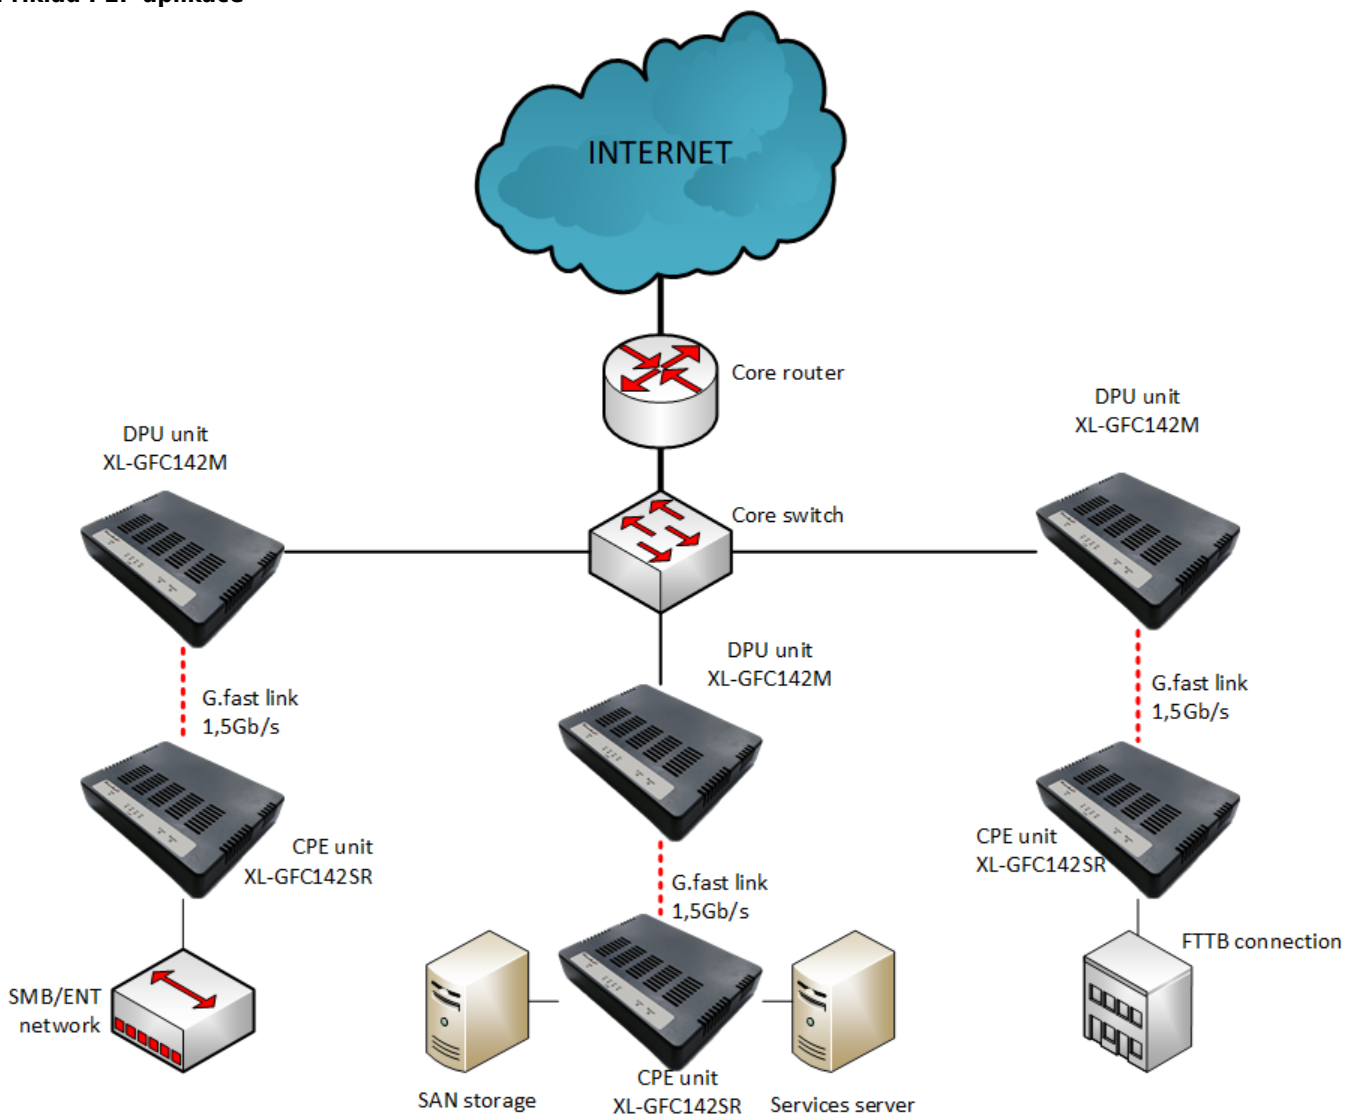 INTERNET
Core router
DPU unit
XL-GFC142M
DPU unit
XL-GFC142M
Core switch
DPU unit
XL-GFC142M
G.fast link
1,5Gb/s
G.fast link
1,5Gb/s
CPE unit
XL-GFC142SR
G.fast link
1,5Gb/s
CPE unit
XL-GFC142SR
FTTB connection
SMB/ENT
network
CPE unit
XL-GFC142SR
SAN storage
Services server